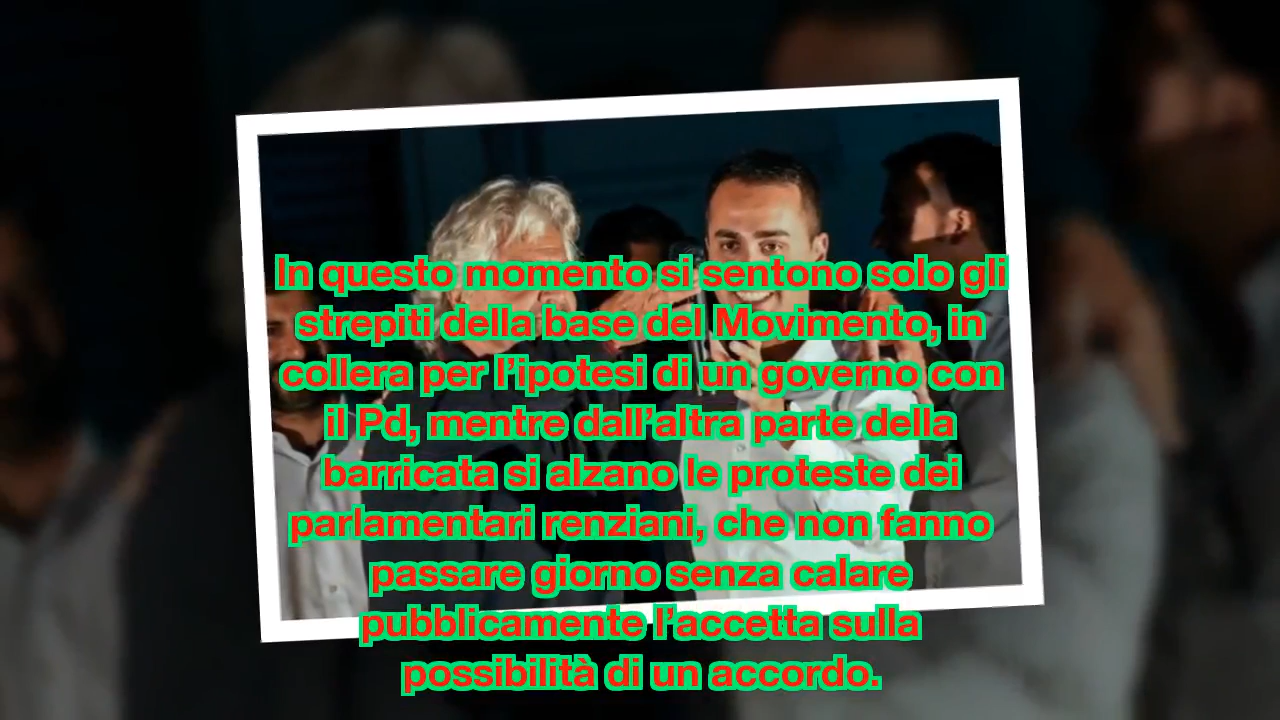 In questo momento si sentono solo gli
strepiti della base del Movimento, in
collera per l’ipotesi di un governo con
il Pd, mentre dall’altra parte della
barricata si alzano le proteste dei
parlamentari renziani, che non fanno
passare giorno senza calare
pubblicamente l’accetta sulla
possibilità di un accordo.